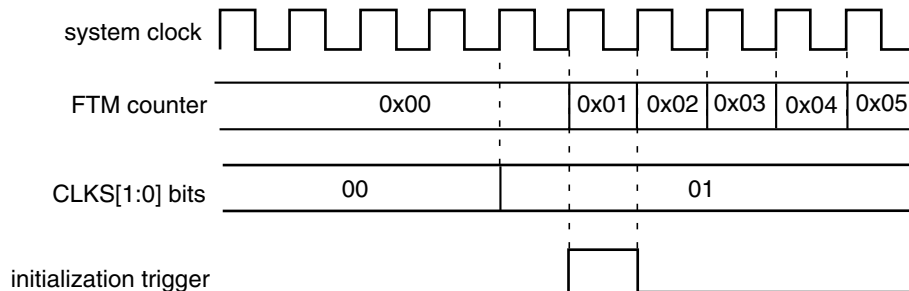 system clock
FTM counter 0x00 0x01 0x02 0x03 0x04 0x05
CLKS[1:0] bits 00 01
initialization trigger